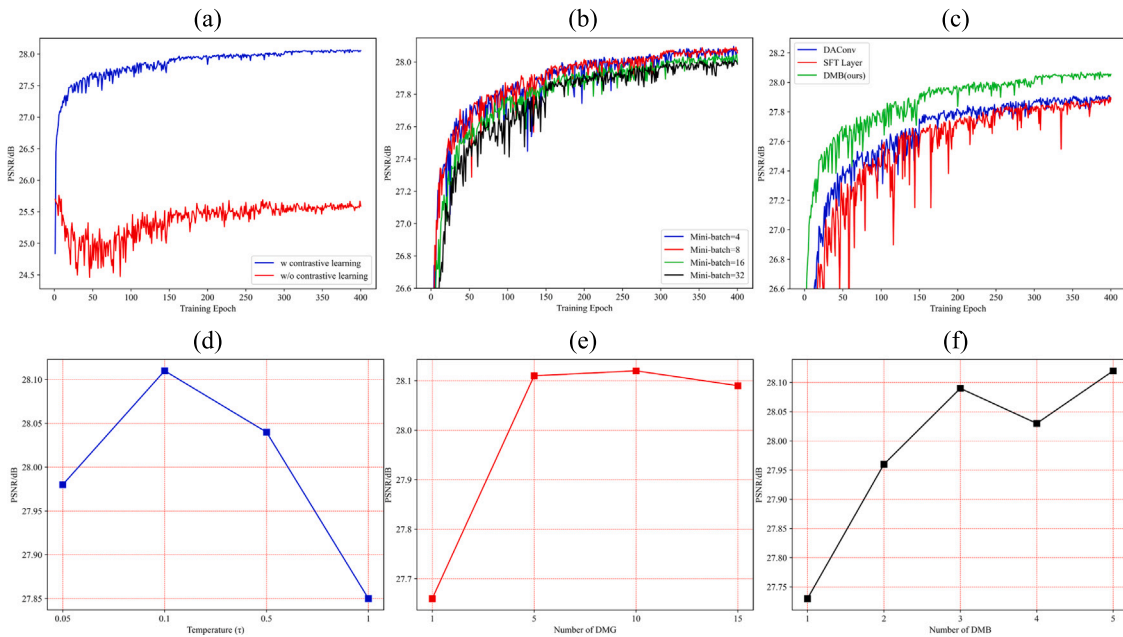 (a)
28.0
27.5
27.0
26.5
26.0
25.5
25.0
24.5
PSNR/dB
w contrastive learning
w/o contrastive learning
0 50 100 150 200 250 300 350 400
Training Epoch
(b)
28.0
27.8
27.6
27.4
27.2
27.0
26.8
26.6
PSNR/dB
Mini-batch=4
Mini-batch=8
Mini-batch=16
Mini-batch=32
0 50 100 150 200 250 300 350 400
Training Epoch
(c)
28.2
28.0
27.8
27.6
27.4
27.2
27.0
26.8
26.6
PSNR/dB
DAConv
SFT Layer
DMB(ours)
0 50 100 150 200 250 300 350 400
Training Epoch
(d)
28.10
28.05
28.00
27.95
27.90
27.85
PSNR/dB
0.05 0.1 0.5 1
Temperature (τ)
(e)
28.1
28.0
27.9
27.8
27.7
PSNR/dB
1 5 10 15
Number of DMG
(f)
28.10
28.05
28.00
27.95
27.90
27.85
27.80
27.75
PSNR/dB
1 2 3 4 5
Number of DMB